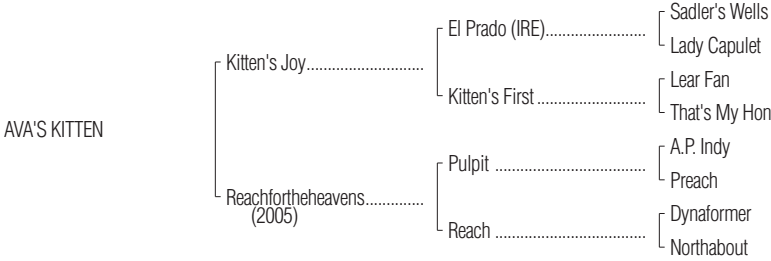 Sadler's Wells
El Prado (IRE)........................
Lady Capulet
Kitten's Joy............................
Lear Fan
Kitten's First..........................
That's My Hon
AVA'S KITTEN
A.P. Indy
Pulpit ....................................
Preach
Reachfortheheavens..............
(2005)
Dynaformer
Reach ....................................
Northabout